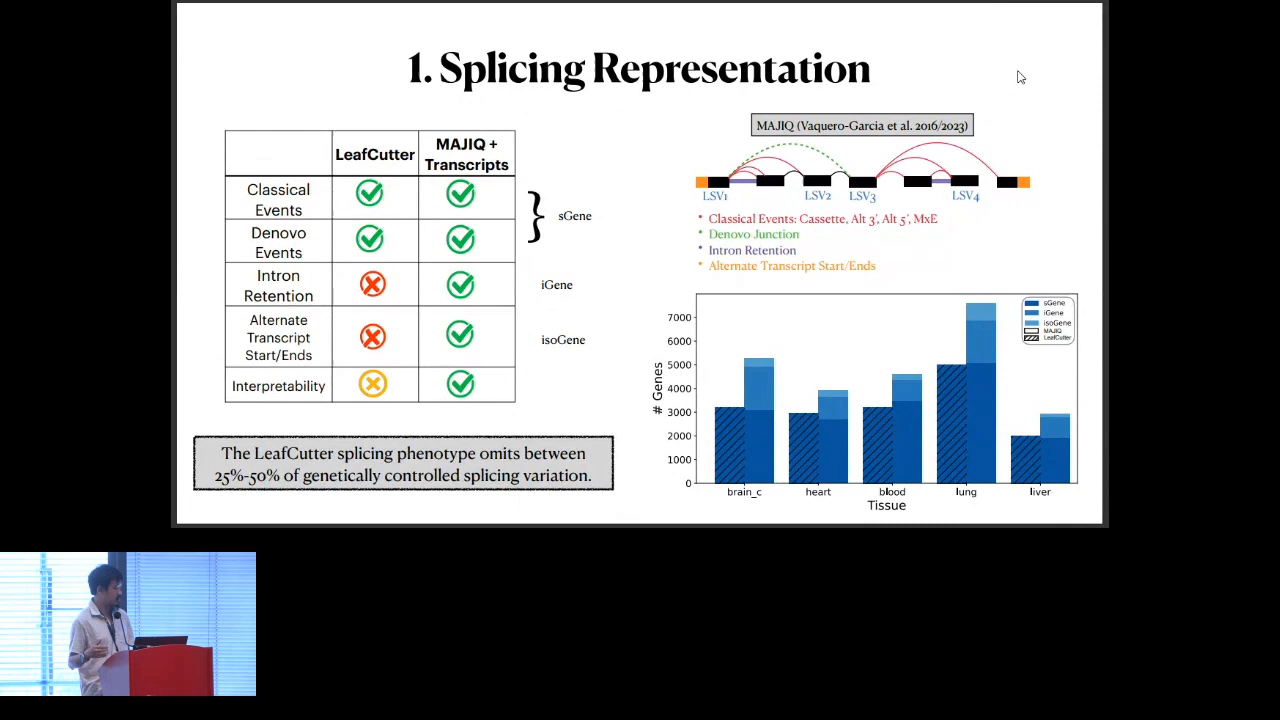 1. Splicing Representation
LeafCutter
MAJIQ +
Transcripts
Classical
Events
Denovo
Events
Intron
Retention
Alternate
Transcript
Start/Ends
Interpretability
sGene
iGene
isoGene
The LeafCutter splicing phenotype omits between
25%-50% of genetically controlled splicing variation.
MAJIQ (Vaquero-Garcia et al. 2016/2023)
LSV1
LSV2
LSV3
LSV4
• Classical Events: Cassette, Alt 3', Alt 5', MxE
• Denovo Junction
• Intron Retention
• Alternate Transcript Start/Ends
# Genes
7000
6000
5000
4000
3000
2000
1000
0
sGene
iGene
isoGene
MAJIQ
LeafCutter
brain_c heart blood lung liver
Tissue